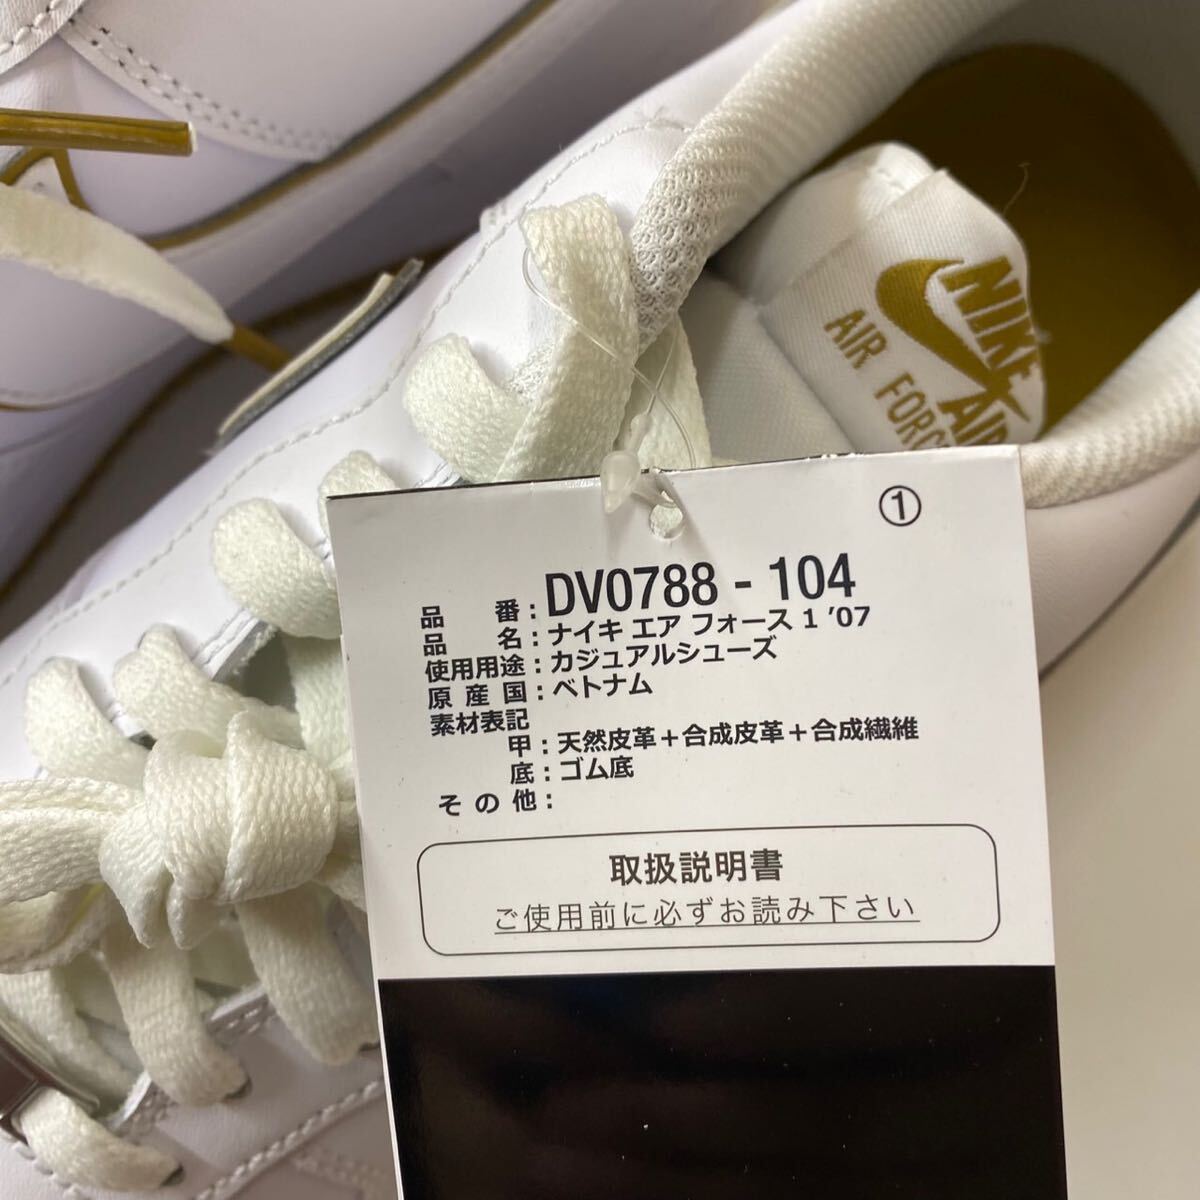 NIKE
AIR
AIR FORC
①
品番：DV0788 - 104
品名：ナイキ エア フォース 1 ’07
使用用途：カジュアルシューズ
原産国：ベトナム
素材表記
甲：天然皮革＋合成皮革＋合成繊維
底：ゴム底
その他：
取扱説明書
ご使用前に必ずお読み下さい